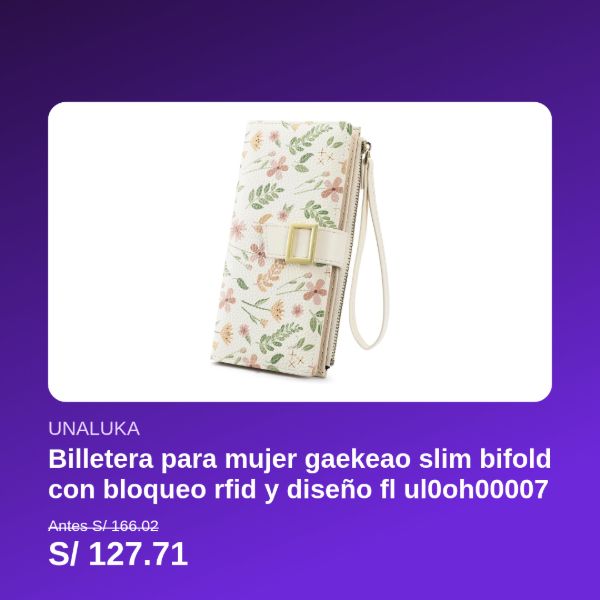 UNALUKA
Billetera para mujer gaekeao slim bifold
con bloqueo rfid y diseño fl ul0oh00007
Antes S/ 166.02
S/ 127.71